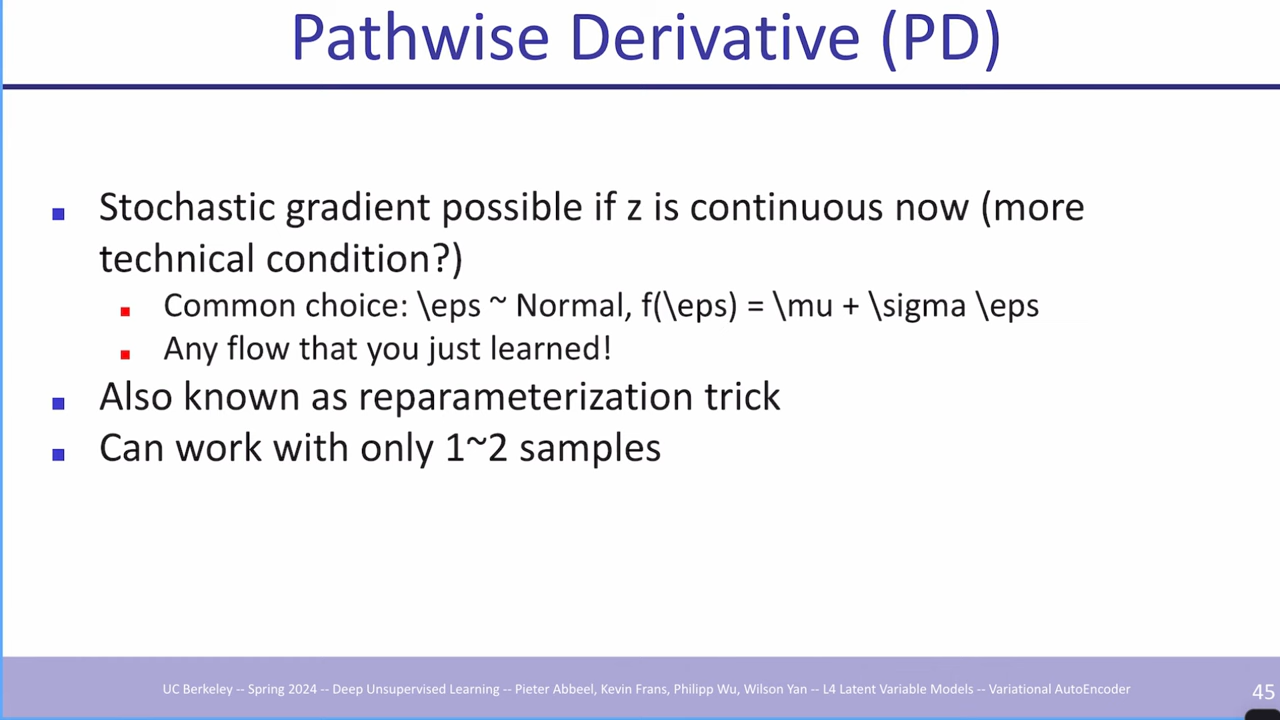 Pathwise Derivative (PD)
Stochastic gradient possible if z is continuous now (more
technical condition?)
Common choice: \eps ~ Normal, f(\eps) = \mu + \sigma \eps
Any flow that you just learned!
Also known as reparameterization trick
Can work with only 1~2 samples
UC Berkeley -- Spring 2024 -- Deep Unsupervised Learning -- Pieter Abbeel, Kevin Frans, Philipp Wu, Wilson Yan -- L4 Latent Variable Models -- Variational AutoEncoder
45